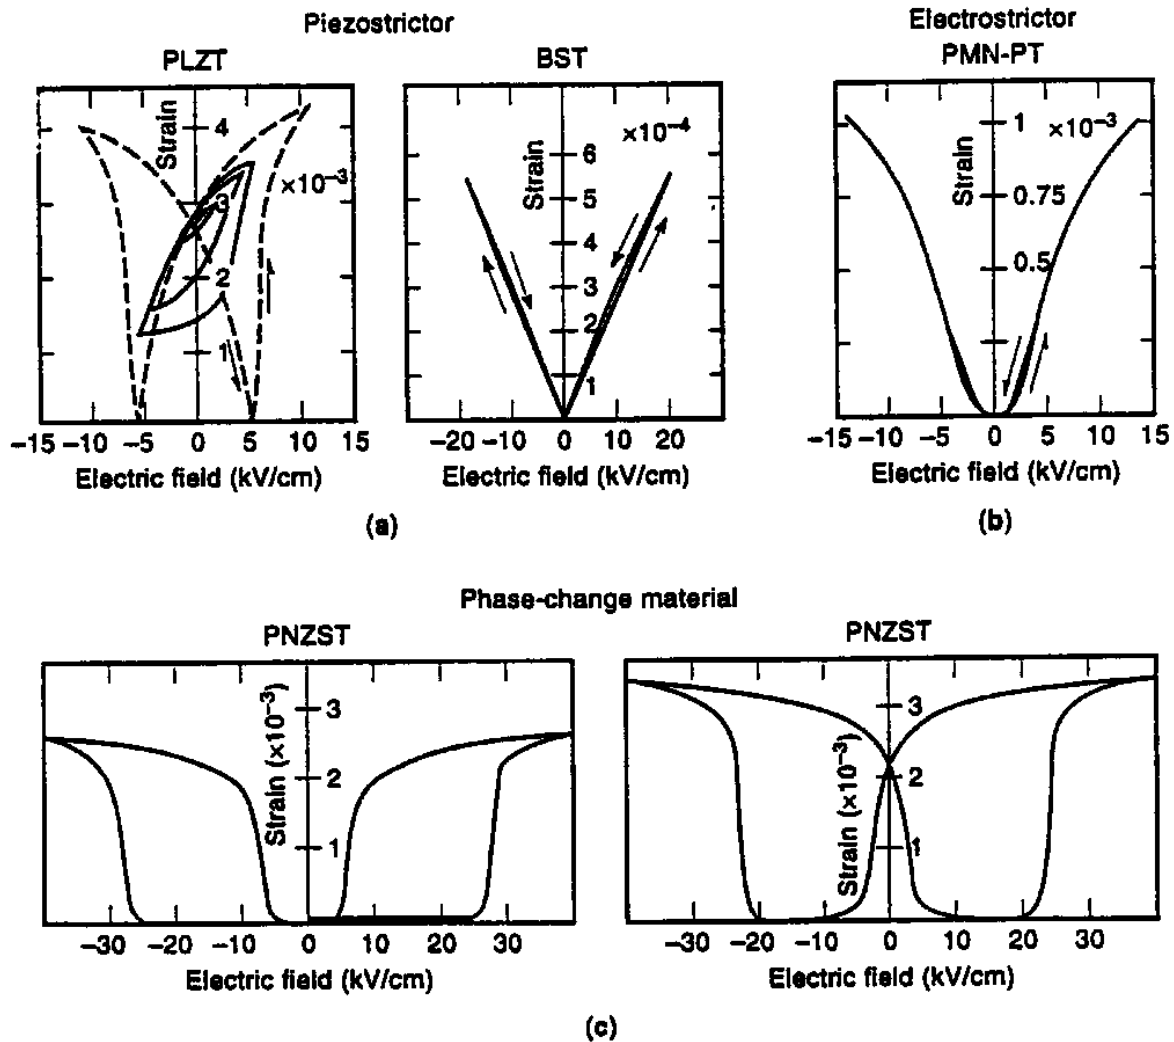 Piezostrictor
PLZT
Strain
4
3
2
1
×10⁻³
−15 −10 −5 0 5 10 15
Electric field (kV/cm)
BST
Strain
×10⁻⁴
6
5
4
3
2
1
−20 −10 0 10 20
Electric field (kV/cm)
(a)
Electrostrictor
PMN-PT
Strain
1
×10⁻³
0.75
0.5
−15 −10 −5 0 5 10 15
Electric field (kV/cm)
(b)
Phase-change material
PNZST
Strain (×10⁻³)
3
2
1
−30 −20 −10 0 10 20 30
Electric field (kV/cm)
PNZST
Strain (×10⁻³)
3
2
1
−30 −20 −10 0 10 20 30
Electric field (kV/cm)
(c)